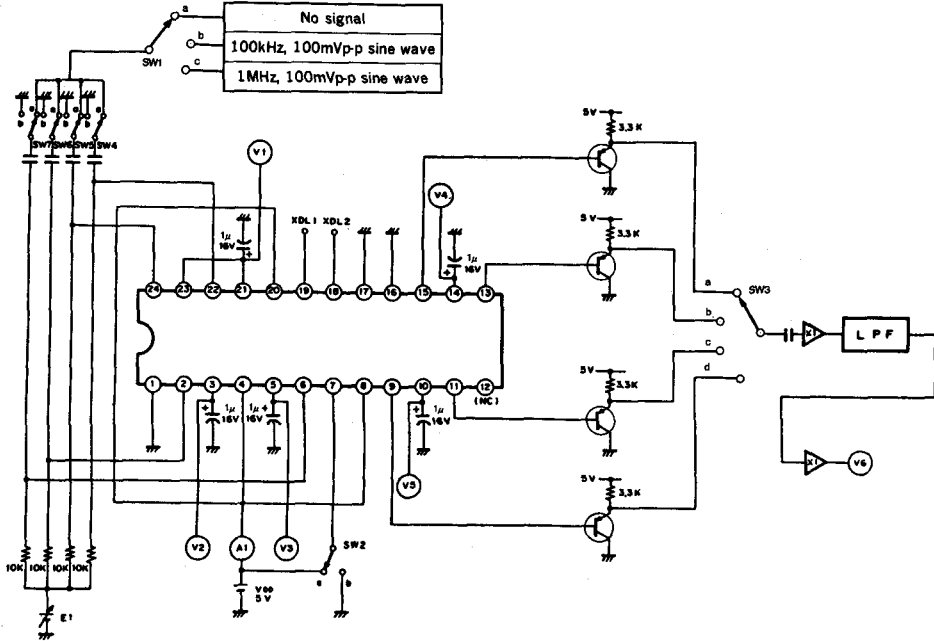 a
No signal
b
100kHz, 100mVp-p sine wave
SW1
c
1MHz, 100mVp-p sine wave
b a b a b a b a
SW7 SW6 SW5 SW4
V1
5V
3.3K
V4
XDL1 XDL2
1μ
16V
+
1μ
16V
+
5V
3.3K
24 23 22 21 20 19 18 17 16 15 14 13
a
SW3
b
c
X1
LPF
d
5V
3.3K
1 2 3 4 5 6 7 8 9 10 11 12
(NC)
+
1μ
16V
1μ
16V
+
+
1μ
16V
X1
V6
V5
5V
3.3K
V2
A1
V3
SW2
a
b
10K 10K 10K 10K
VDD
5V
E1